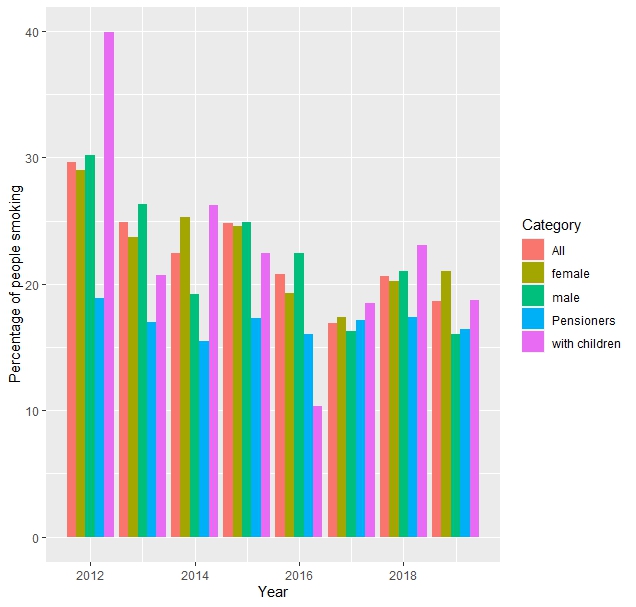 Percentage of people smoking
40
30
20
10
0
2012
2014
2016
2018
Year
Category
All
female
male
Pensioners
with children